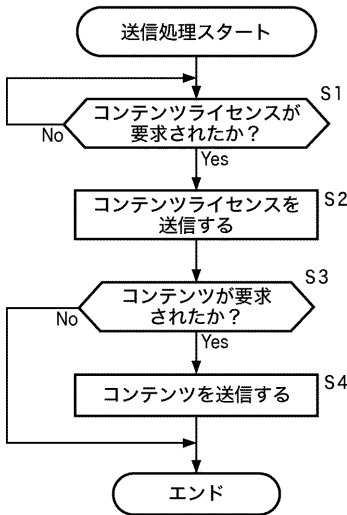 送信処理スタート
S1
コンテンツライセンスが
要求されたか？
No
Yes
S2
コンテンツライセンスを
送信する
S3
コンテンツが要求
されたか？
No
Yes
S4
コンテンツを送信する
エンド